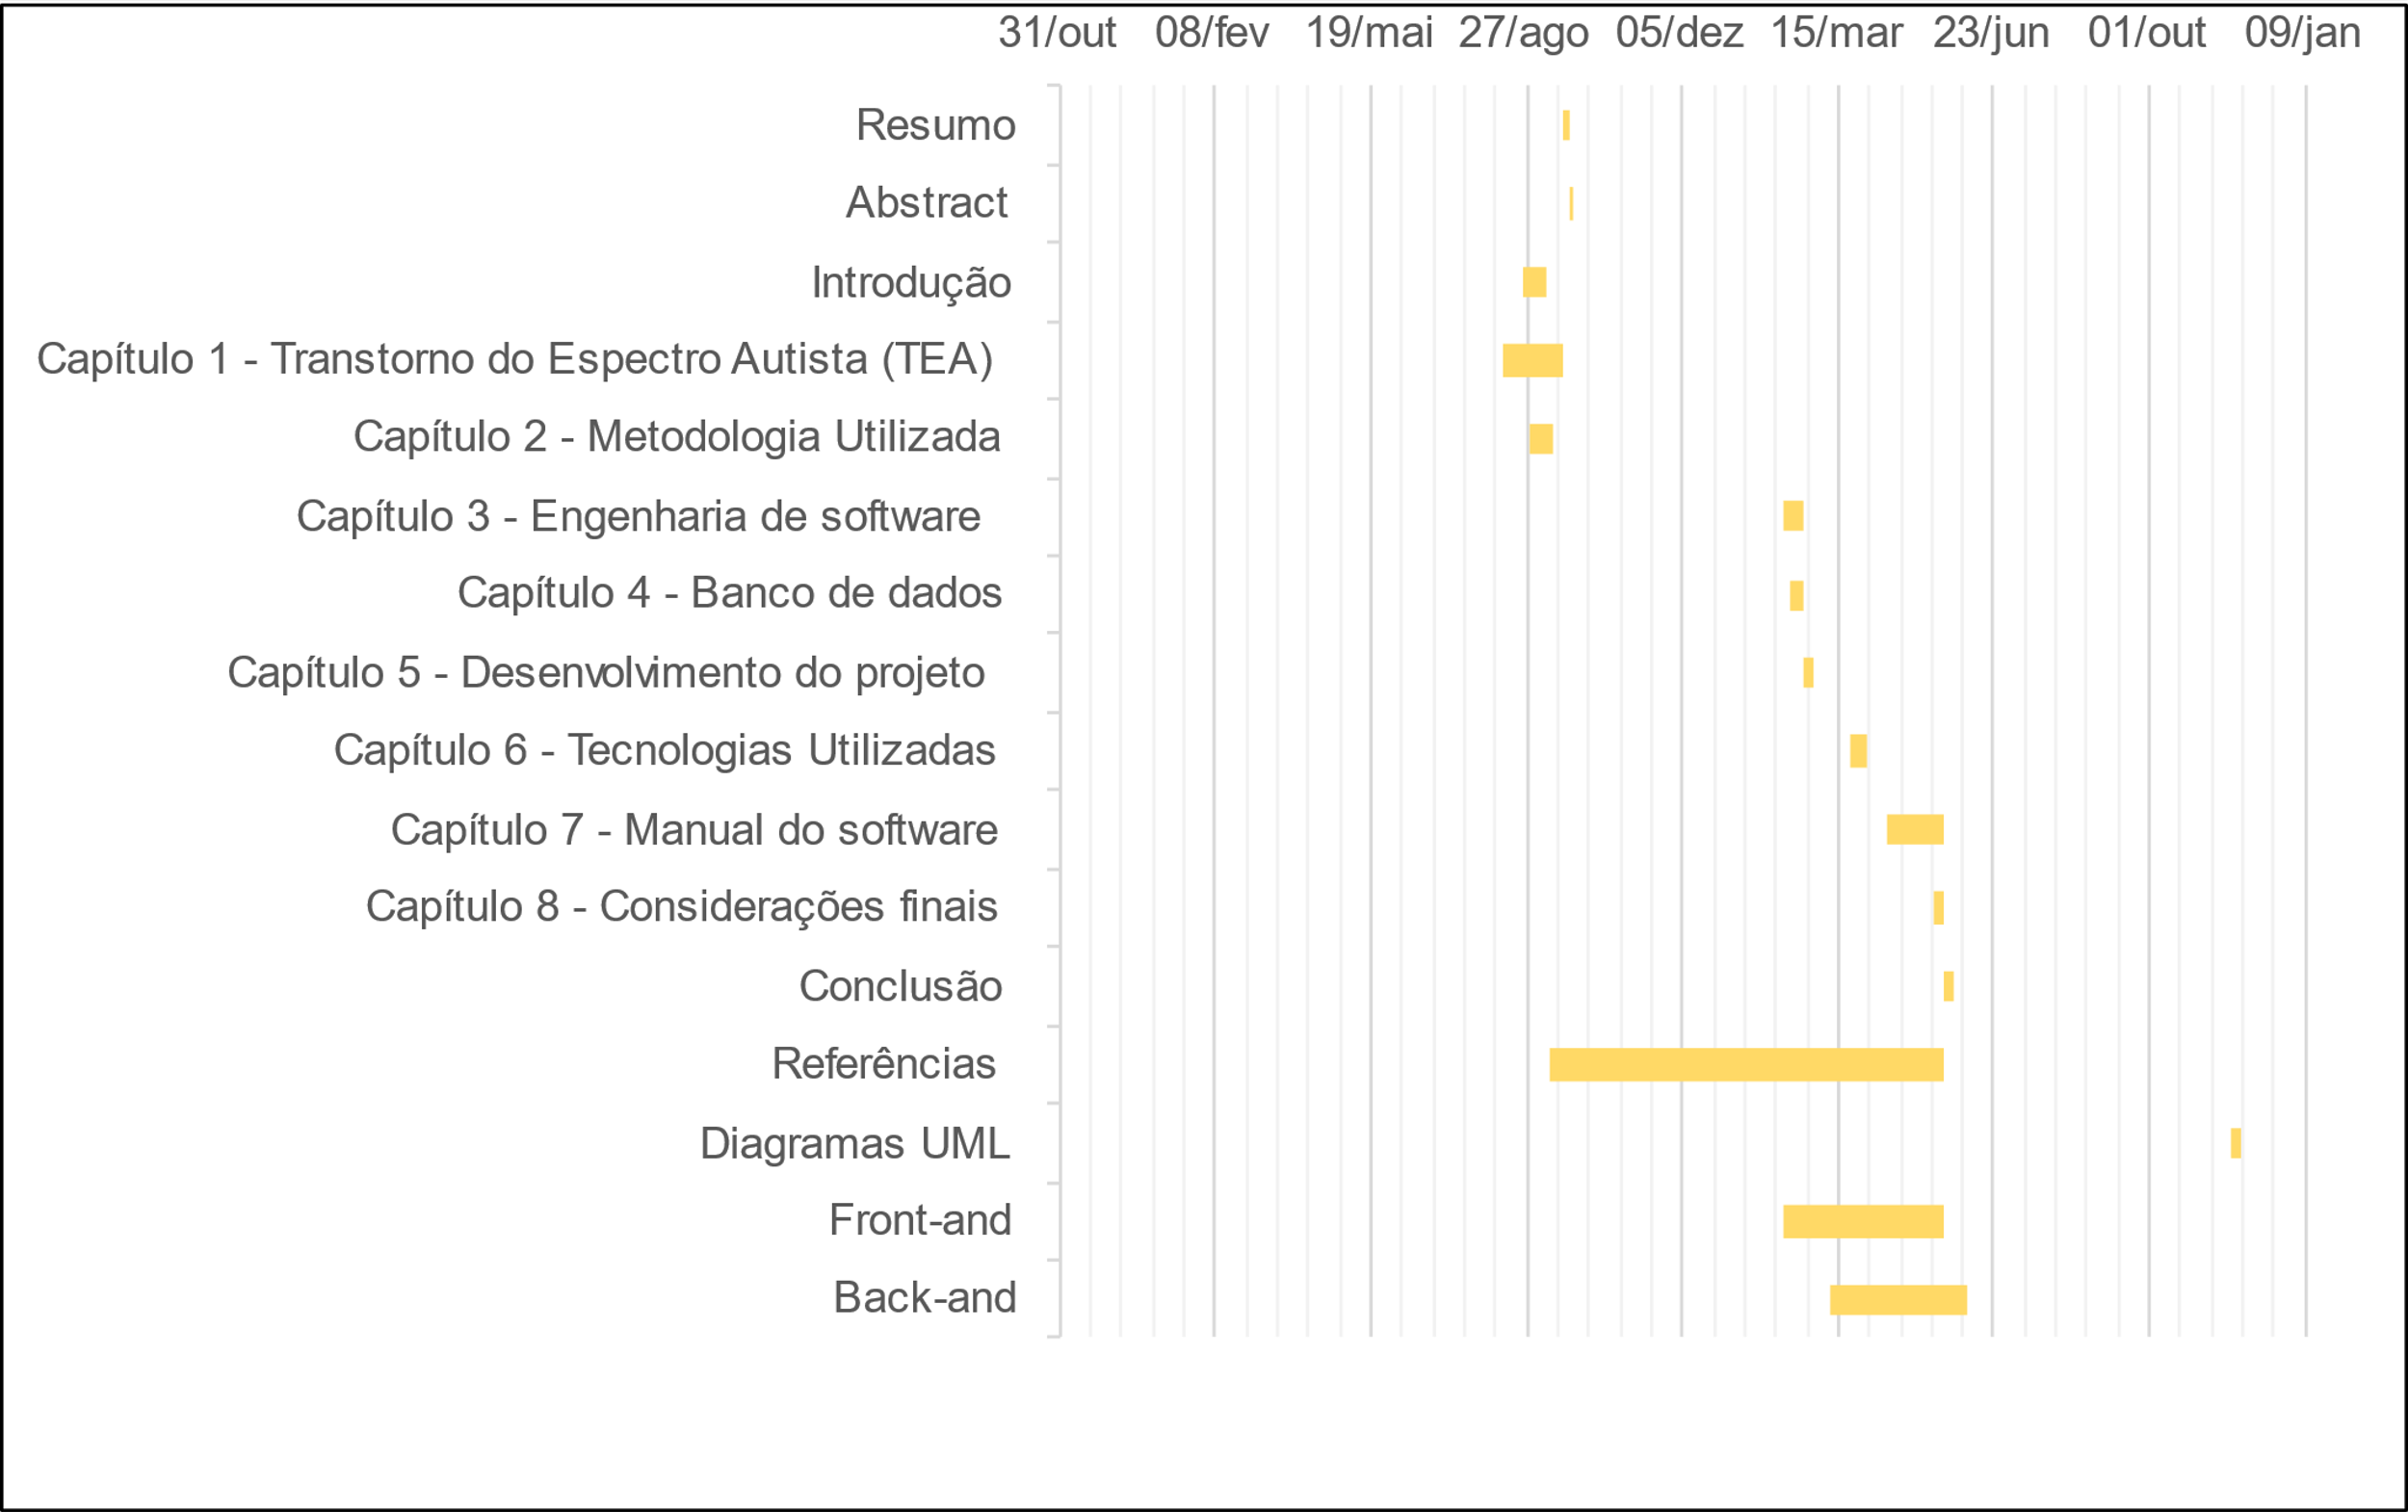 31/out 08/fev 19/mai 27/ago 05/dez 15/mar 23/jun 01/out 09/jan
Resumo
Abstract
Introdução
Capítulo 1 - Transtorno do Espectro Autista (TEA)
Capítulo 2 - Metodologia Utilizada
Capítulo 3 - Engenharia de software
Capítulo 4 - Banco de dados
Capítulo 5 - Desenvolvimento do projeto
Capítulo 6 - Tecnologias Utilizadas
Capítulo 7 - Manual do software
Capítulo 8 - Considerações finais
Conclusão
Referências
Diagramas UML
Front-and
Back-and